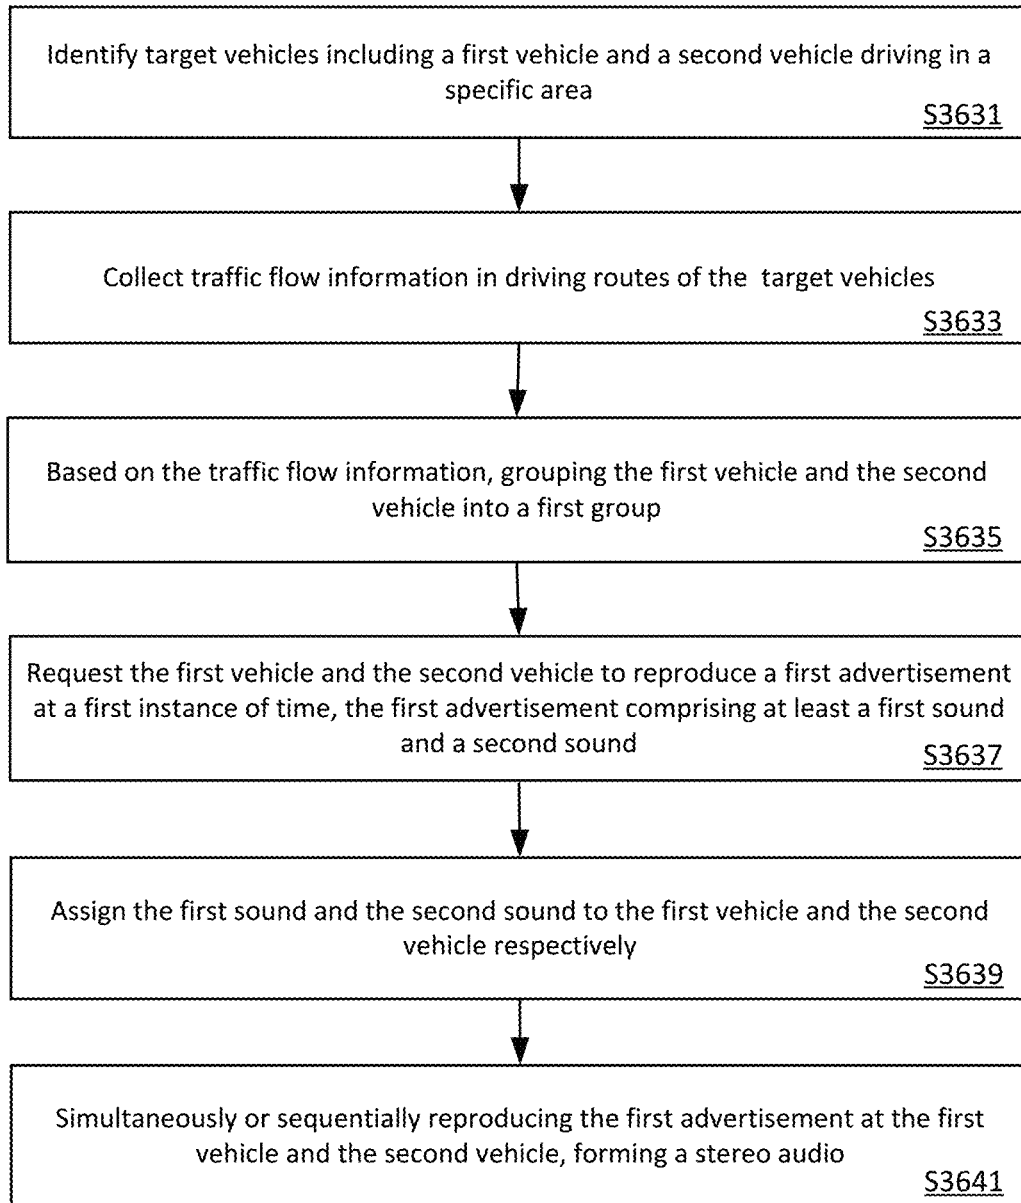 Identify target vehicles including a first vehicle and a second vehicle driving in a
specific area
S3631
Collect traffic flow information in driving routes of the target vehicles
S3633
Based on the traffic flow information, grouping the first vehicle and the second
vehicle into a first group
S3635
Request the first vehicle and the second vehicle to reproduce a first advertisement
at a first instance of time, the first advertisement comprising at least a first sound
and a second sound
S3637
Assign the first sound and the second sound to the first vehicle and the second
vehicle respectively
S3639
Simultaneously or sequentially reproducing the first advertisement at the first
vehicle and the second vehicle, forming a stereo audio
S3641